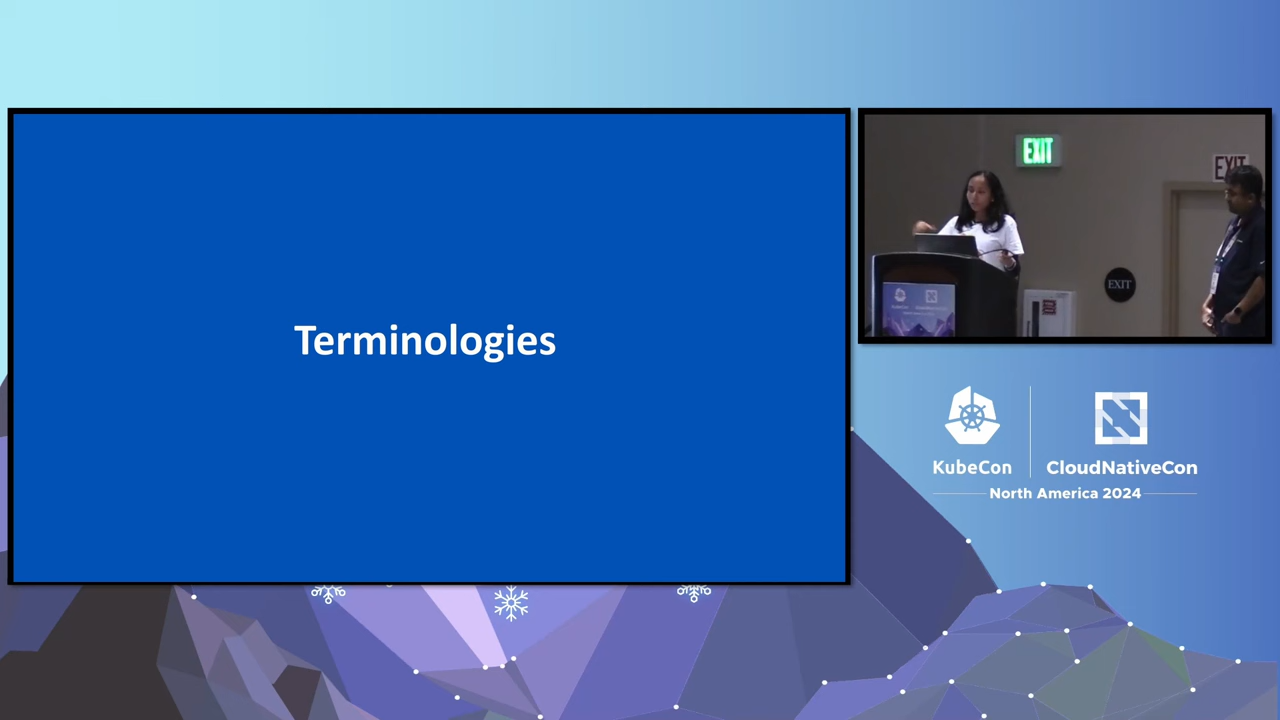 Terminologies
EXIT
EXIT
EXIT
KubeCon
CloudNativeCon
North America 2024